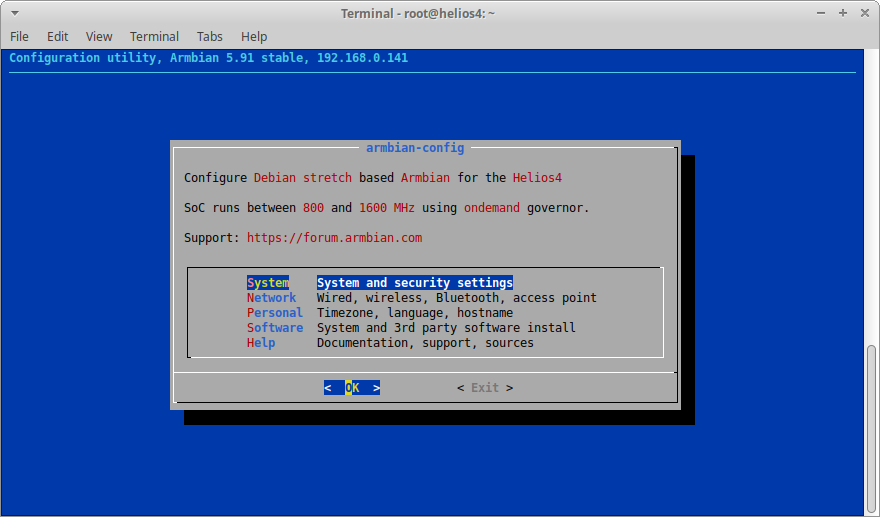 Terminal - root@helios4: ~
File Edit View Terminal Tabs Help
Configuration utility, Armbian 5.91 stable, 192.168.0.141
armbian-config
Configure Debian stretch based Armbian for the Helios4
SoC runs between 800 and 1600 MHz using ondemand governor.
Support: https://forum.armbian.com
System System and security settings
Network Wired, wireless, Bluetooth, access point
Personal Timezone, language, hostname
Software System and 3rd party software install
Help Documentation, support, sources
< OK > < Exit >